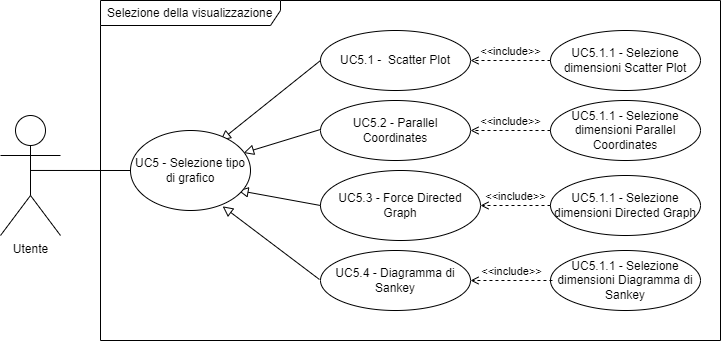 Selezione della visualizzazione
UC5.1 - Scatter Plot
<<include>>
UC5.1.1 - Selezione
dimensioni Scatter Plot
UC5.2 - Parallel
Coordinates
<<include>>
UC5.1.1 - Selezione
dimensioni Parallel
Coordinates
UC5 - Selezione tipo
di grafico
UC5.3 - Force Directed
Graph
<<include>>
UC5.1.1 - Selezione
dimensioni Directed Graph
Utente
UC5.4 - Diagramma di
Sankey
<<include>>
UC5.1.1 - Selezione
dimensioni Diagramma di
Sankey